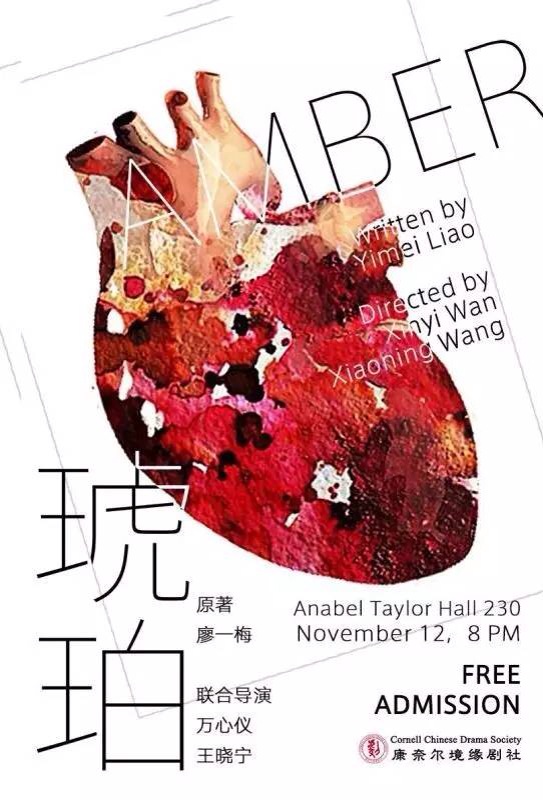 AMBER
Written by
Yimei Liao
Directed by
Xinyi Wan
Xiaoning Wang
琥珀
原著
廖一梅
联合导演
万心仪
王晓宁
Anabel Taylor Hall 230
November 12, 8 PM
FREE
ADMISSION
Cornell Chinese Drama Society
康奈尔境缘剧社